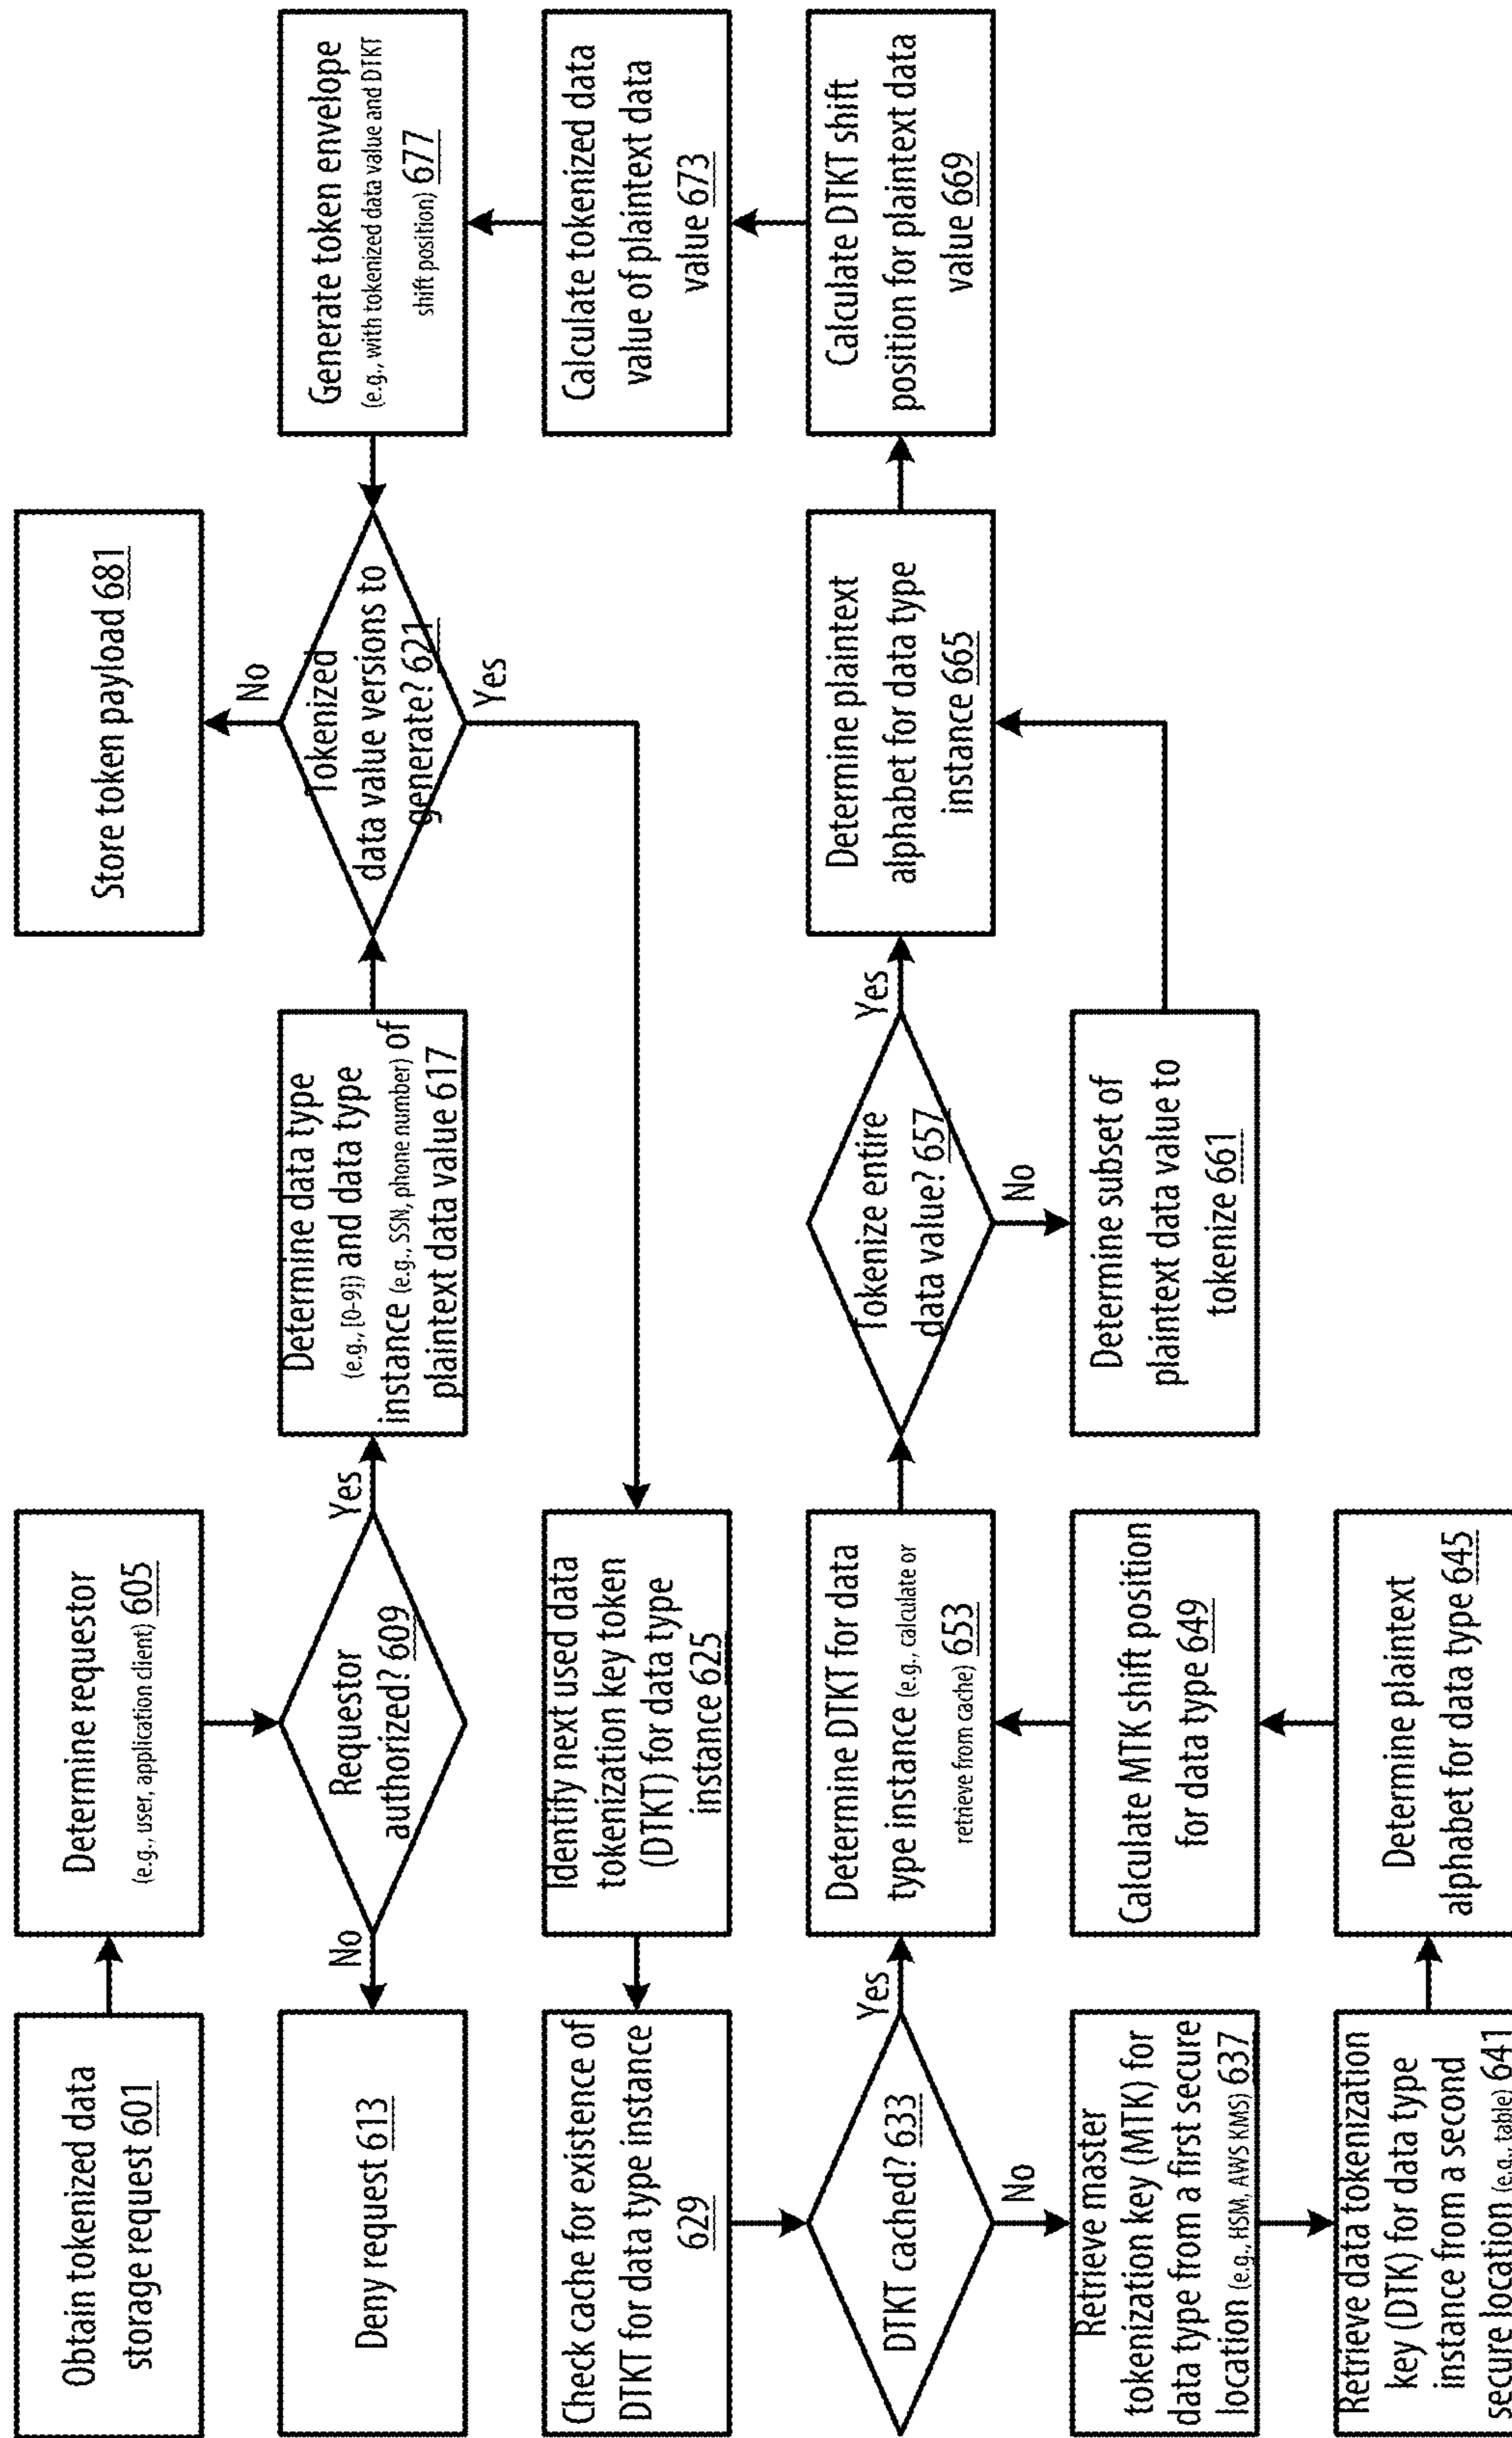 Obtain tokenized data
storage request 601
Determine requestor
(e.g., user, application client) 605
Requestor
authorized? 609
No
Yes
Deny request 613
Determine data type
(e.g., [0-9]) and data type
instance (e.g., SSN, phone number) of
plaintext data value 617
Tokenized
data value versions to
generate? 621
No
Yes
Store token payload 681
Identify next used data
tokenization key token
(DTKT) for data type
instance 625
Check cache for existence of
DTKT for data type instance
629
DTKT cached? 633
Yes
No
Retrieve master
tokenization key (MTK) for
data type from a first secure
location (e.g., HSM, AWS KMS) 637
Retrieve data tokenization
key (DTK) for data type
instance from a second
secure location (e.g., table) 641
Determine plaintext
alphabet for data type 645
Calculate MTK shift position
for data type 649
Determine DTKT for data
type instance (e.g., calculate or
retrieve from cache) 653
Tokenize entire
data value? 657
Yes
No
Determine subset of
plaintext data value to
tokenize 661
Determine plaintext
alphabet for data type
instance 665
Calculate DTKT shift
position for plaintext data
value 669
Calculate tokenized data
value of plaintext data
value 673
Generate token envelope
(e.g., with tokenized data value and DTKT
shift position) 677